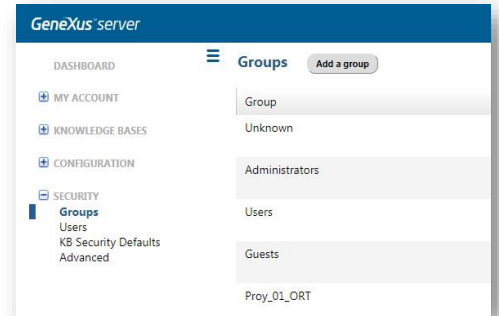 GeneXus™ server
DASHBOARD
MY ACCOUNT
KNOWLEDGE BASES
CONFIGURATION
SECURITY
Groups
Users
KB Security Defaults
Advanced
Groups Add a group
Group
Unknown
Administrators
Users
Guests
Proy_01_ORT